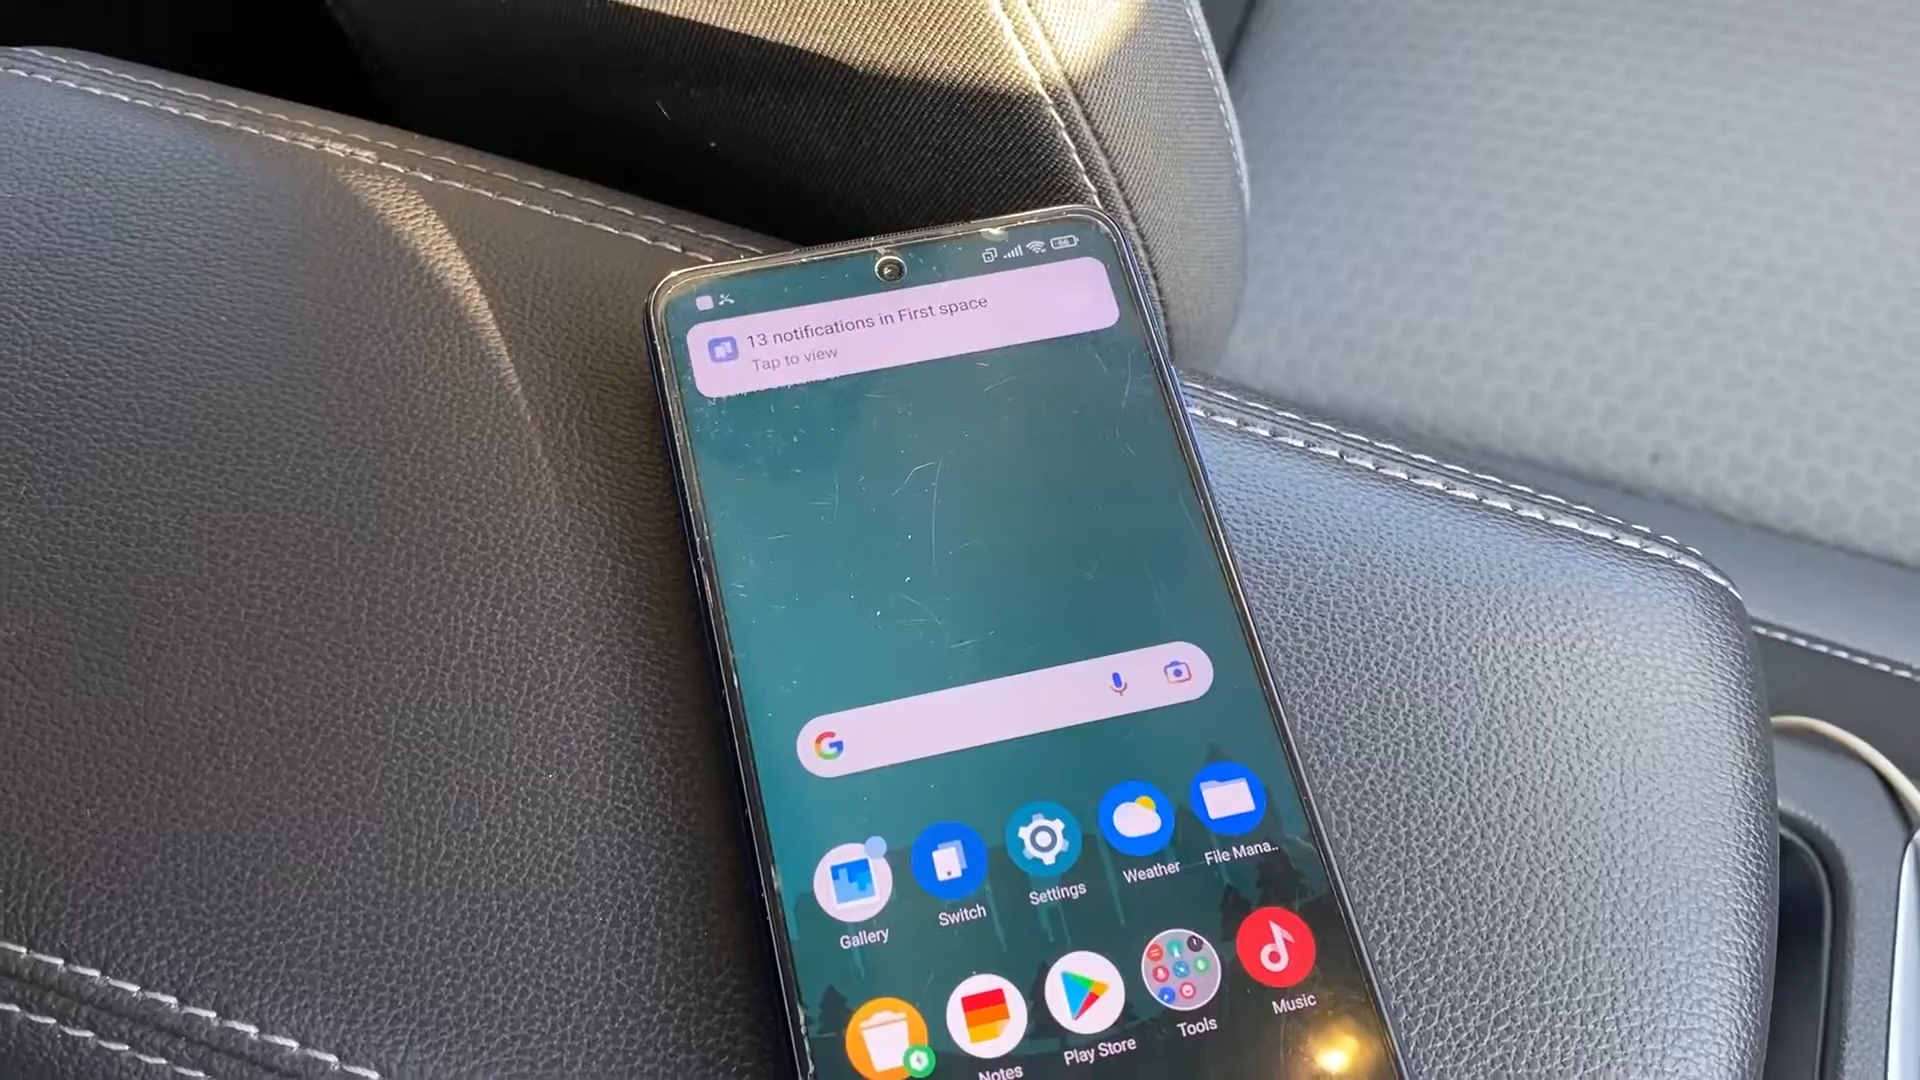 13 notifications in First space
Tap to view
Gallery
Switch
Settings
Weather
File Mana..
Notes
Play Store
Tools
Music